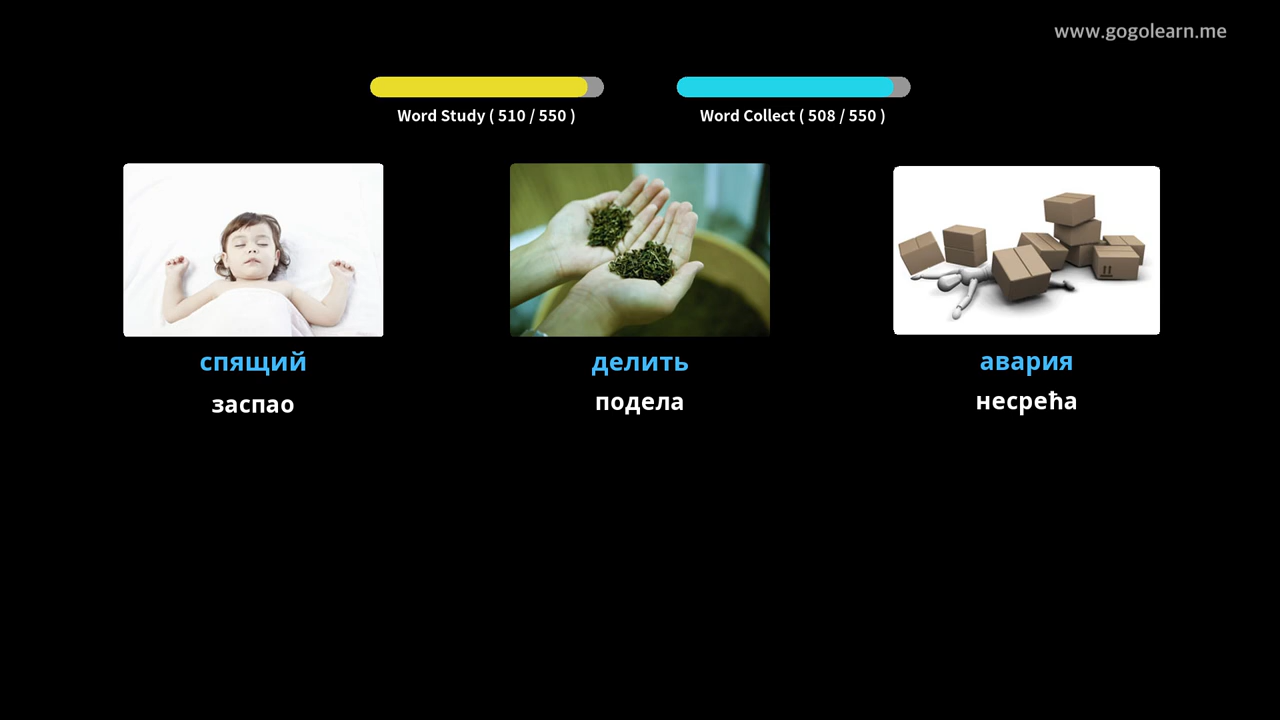 www.gogolearn.me
Word Study ( 510 / 550 )
Word Collect ( 508 / 550 )
спящий
делить
авария
заспао
подела
несрећа